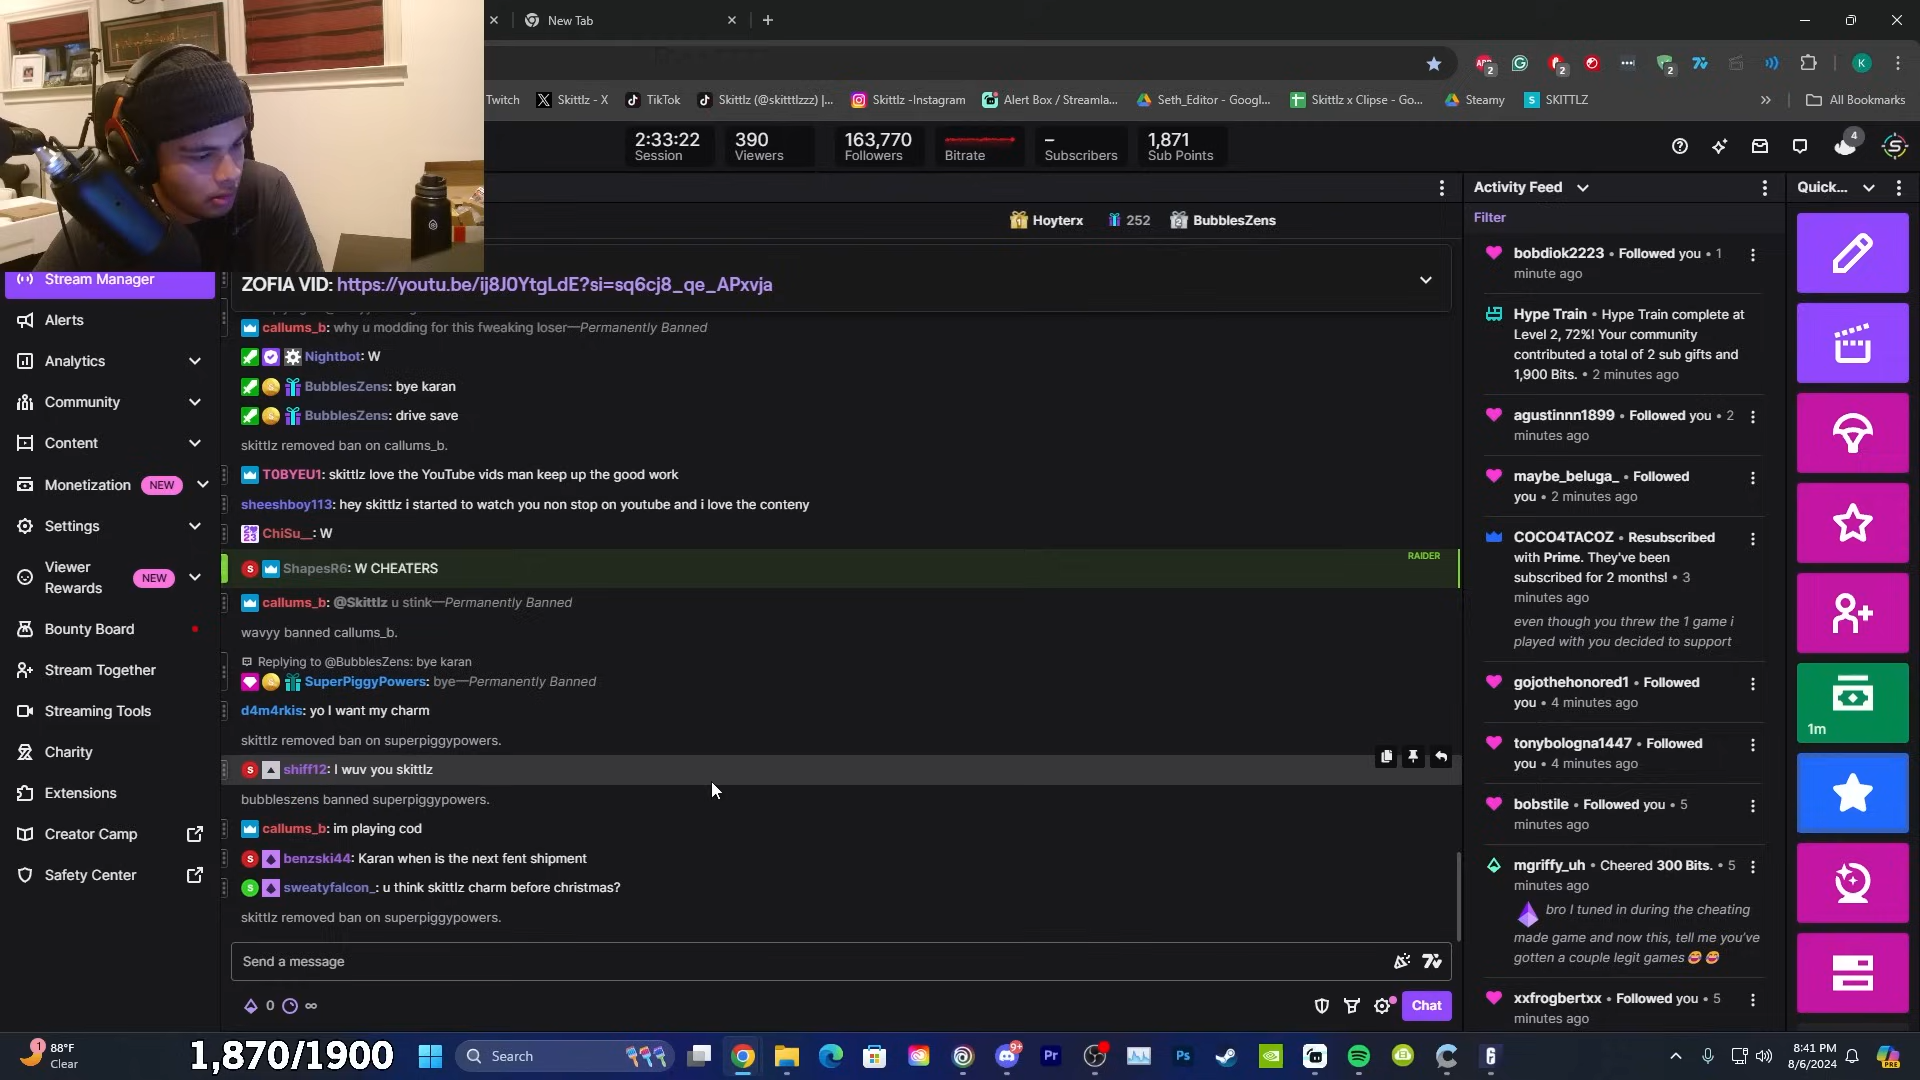 New Tab
2
2
2
K
Twitch
Skittlz - X
TikTok
Skittlz (@skitttlzzz) |...
Skittlz -Instagram
Alert Box / Streamla...
Seth_Editor - Googl...
Skittlz x Clipse - Go...
Steamy
SKITTLZ
All Bookmarks
2:33:22
Session
390
Viewers
163,770
Followers
Bitrate
–
Subscribers
1,871
Sub Points
4
Activity Feed
Quick...
Hoyterx
252
BubblesZens
Filter
ZOFIA VID: https://youtu.be/ij8J0YtgLdE?si=sq6cj8_qe_APxvja
Stream Manager
Alerts
Analytics
Community
Content
Monetization NEW
Settings
Viewer
Rewards NEW
Bounty Board
Stream Together
Streaming Tools
Charity
Extensions
Creator Camp
Safety Center
callums_b: why u modding for this fweaking loser—Permanently Banned
Nightbot: W
BubblesZens: bye karan
BubblesZens: drive save
skittlz removed ban on callums_b.
T0BYEU1: skittlz love the YouTube vids man keep up the good work
sheeshboy113: hey skittlz i started to watch you non stop on youtube and i love the conteny
ChiSu__: W
RAIDER
ShapesR6: W CHEATERS
callums_b: @Skittlz u stink—Permanently Banned
wavyy banned callums_b.
Replying to @BubblesZens: bye karan
SuperPiggyPowers: bye—Permanently Banned
d4m4rkis: yo I want my charm
skittlz removed ban on superpiggypowers.
shiff12: I wuv you skittlz
bubbleszens banned superpiggypowers.
callums_b: im playing cod
benzski44: Karan when is the next fent shipment
sweatyfalcon_: u think skittlz charm before christmas?
skittlz removed ban on superpiggypowers.
Send a message
0
∞
Chat
bobdiok2223 • Followed you • 1
minute ago
Hype Train • Hype Train complete at
Level 2, 72%! Your community
contributed a total of 2 sub gifts and
1,900 Bits. • 2 minutes ago
agustinnn1899 • Followed you • 2
minutes ago
maybe_beluga_ • Followed
you • 2 minutes ago
COCO4TACOZ • Resubscribed
with Prime. They've been
subscribed for 2 months! • 3
minutes ago
even though you threw the 1 game i
played with you decided to support
gojothehonored1 • Followed
you • 4 minutes ago
tonybologna1447 • Followed
you • 4 minutes ago
bobstile • Followed you • 5
minutes ago
mgriffy_uh • Cheered 300 Bits. • 5
minutes ago
bro I tuned in during the cheating
made game and now this, tell me you've
gotten a couple legit games
xxfrogbertxx • Followed you • 5
minutes ago
1m
1
88°F
Clear
1,870/1900
Search
9+
Pr
Ps
8:41 PM
8/6/2024
PRE